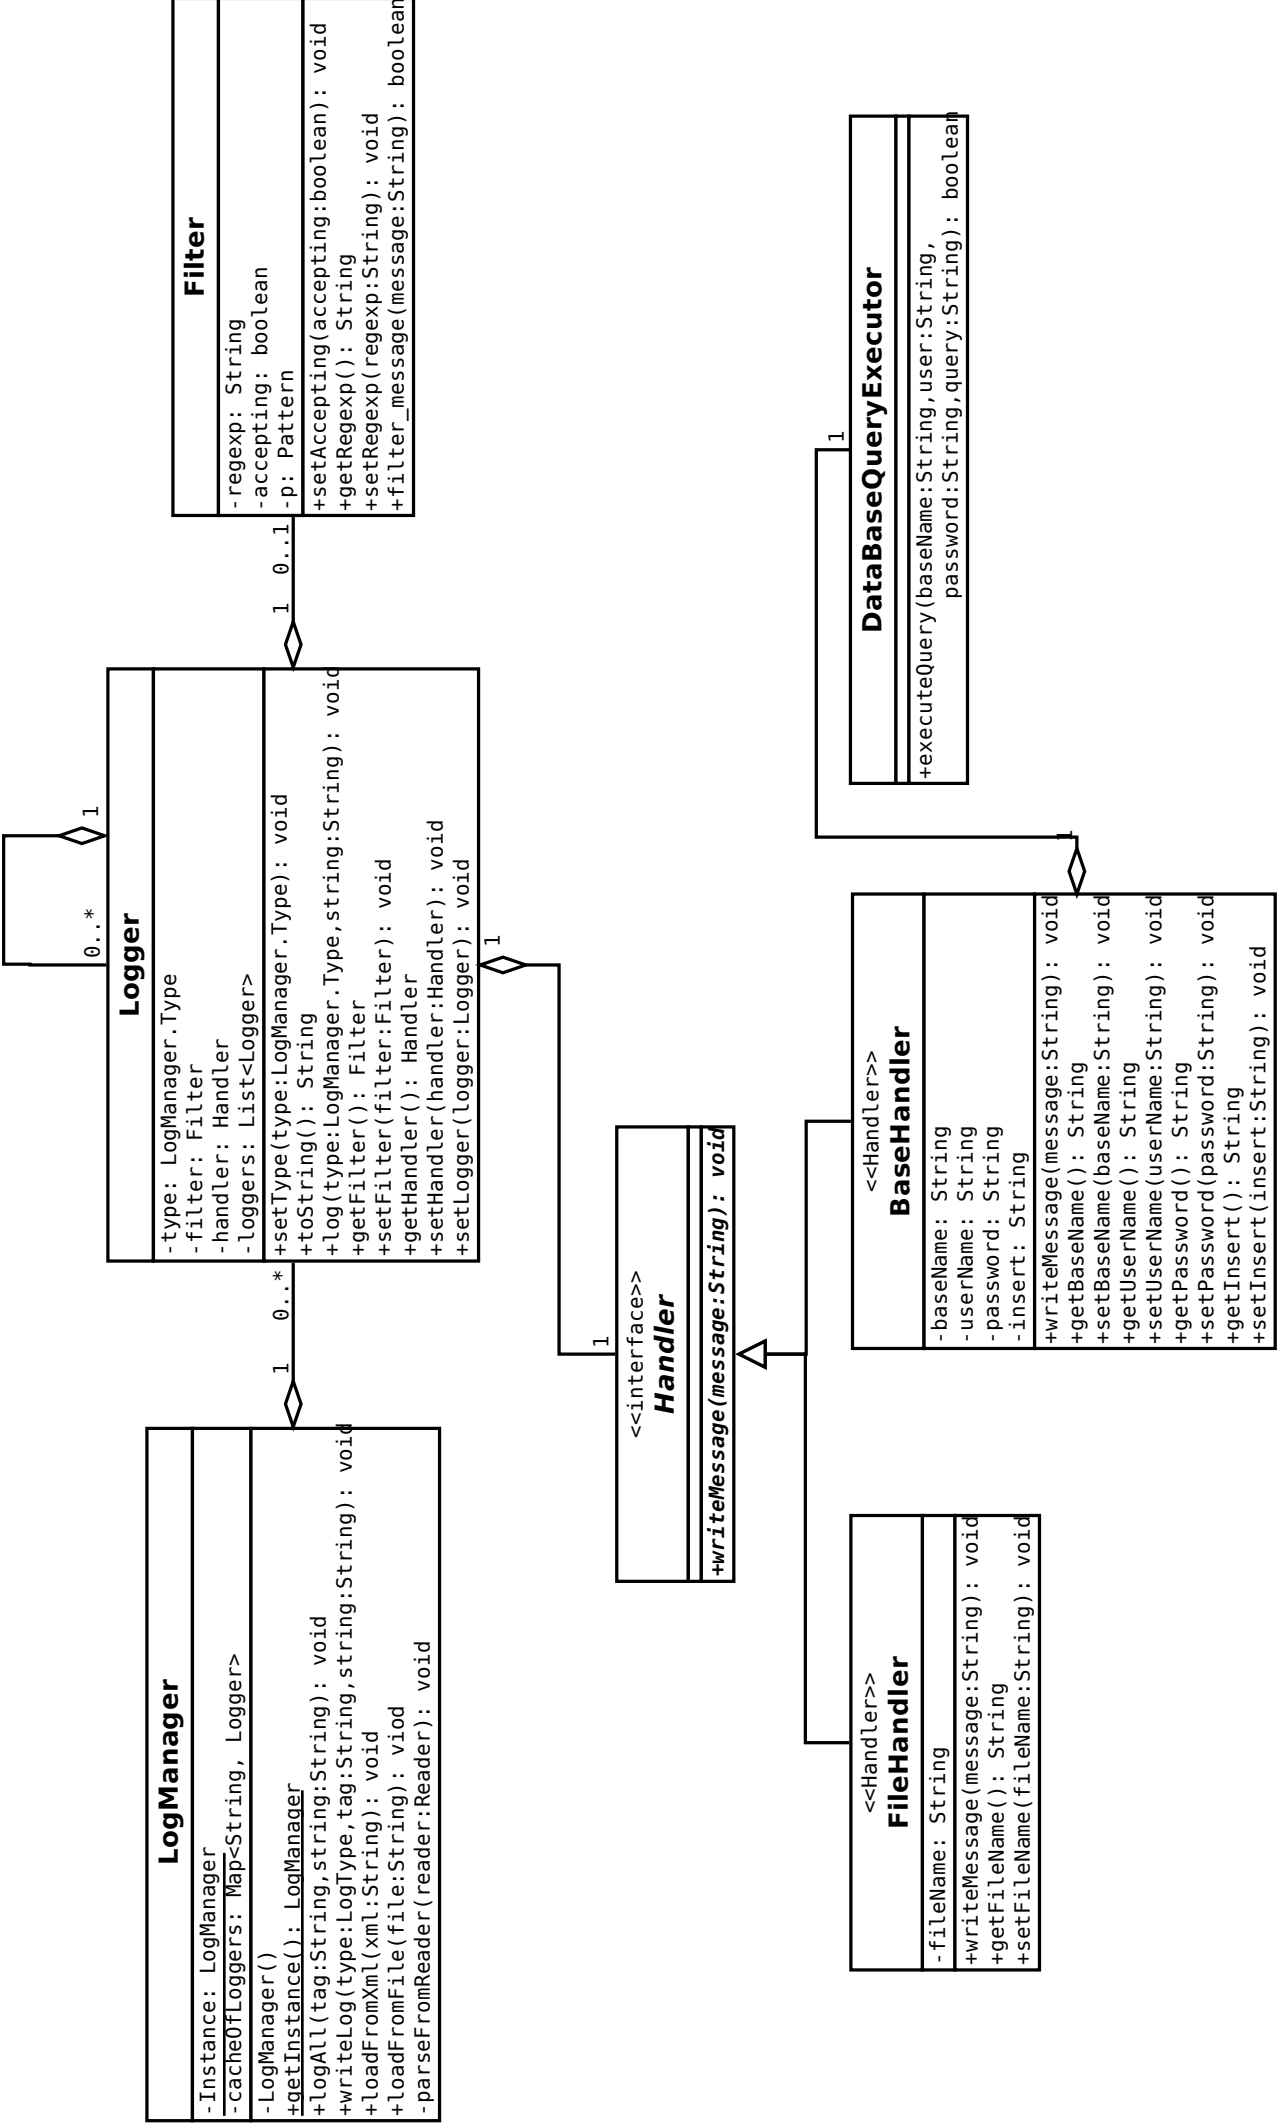 LogManager
-Instance: LogManager
-cacheOfLoggers: Map<String, Logger>
-LogManager()
+getInstance(): LogManager
+logAll(tag:String,string:String): void
+writeLog(type:LogType,tag:String,string:String): void
+loadFromXml(xml:String): void
+loadFromFile(file:String): viod
-parseFromReader(reader:Reader): void
1
0..*
Logger
-type: LogManager.Type
-filter: Filter
-handler: Handler
-loggers: List<Logger>
+setType(type:LogManager.Type): void
+toString(): String
+log(type:LogManager.Type,string:String): void
+getFilter(): Filter
+setFilter(filter:Filter): void
+getHandler(): Handler
+setHandler(handler:Handler): void
+setLogger(logger:Logger): void
0..*
1
1
0..1
Filter
-regexp: String
-accepting: boolean
-p: Pattern
+setAccepting(accepting:boolean): void
+getRegexp(): String
+setRegexp(regexp:String): void
+filter_message(message:String): boolean
1
1
<<interface>>
Handler
+writeMessage(message:String): void
<<Handler>>
FileHandler
-fileName: String
+writeMessage(message:String): void
+getFileName(): String
+setFileName(fileName:String): void
<<Handler>>
BaseHandler
-baseName: String
-userName: String
-password: String
-insert: String
+writeMessage(message:String): void
+getBaseName(): String
+setBaseName(baseName:String): void
+getUserName(): String
+setUserName(userName:String): void
+getPassword(): String
+setPassword(password:String): void
+getInsert(): String
+setInsert(insert:String): void
1
1
DataBaseQueryExecutor
+executeQuery(baseName:String,user:String,
password:String,query:String): boolean